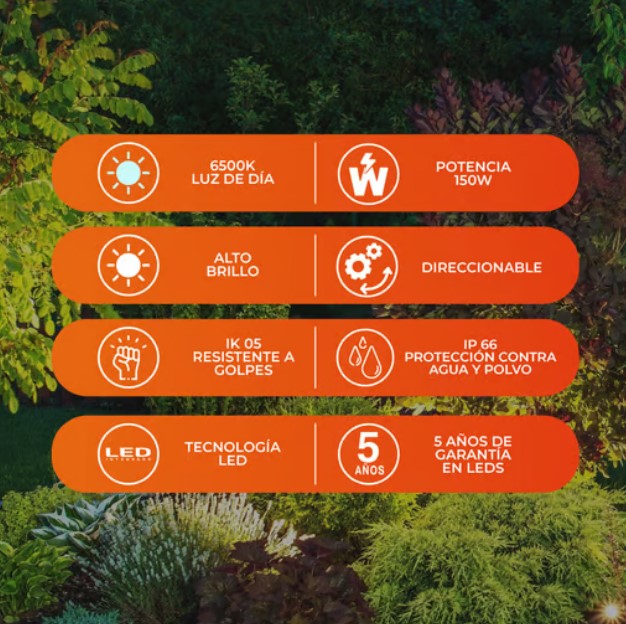 6500K
LUZ DE DÍA
W
POTENCIA
150W
ALTO
BRILLO
DIRECCIONABLE
IK 05
RESISTENTE A
GOLPES
IP 66
PROTECCIÓN CONTRA
AGUA Y POLVO
LED
INTERBEBS
TECNOLOGÍA
LED
5
AÑOS
5 AÑOS DE
GARANTÍA
EN LEDS